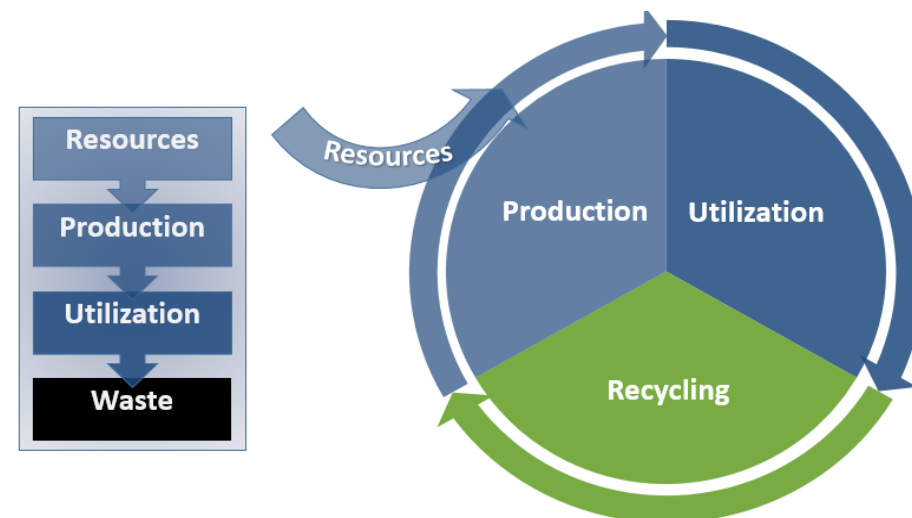 Resources
Production
Utilization
Waste
Resources
Production
Utilization
Recycling